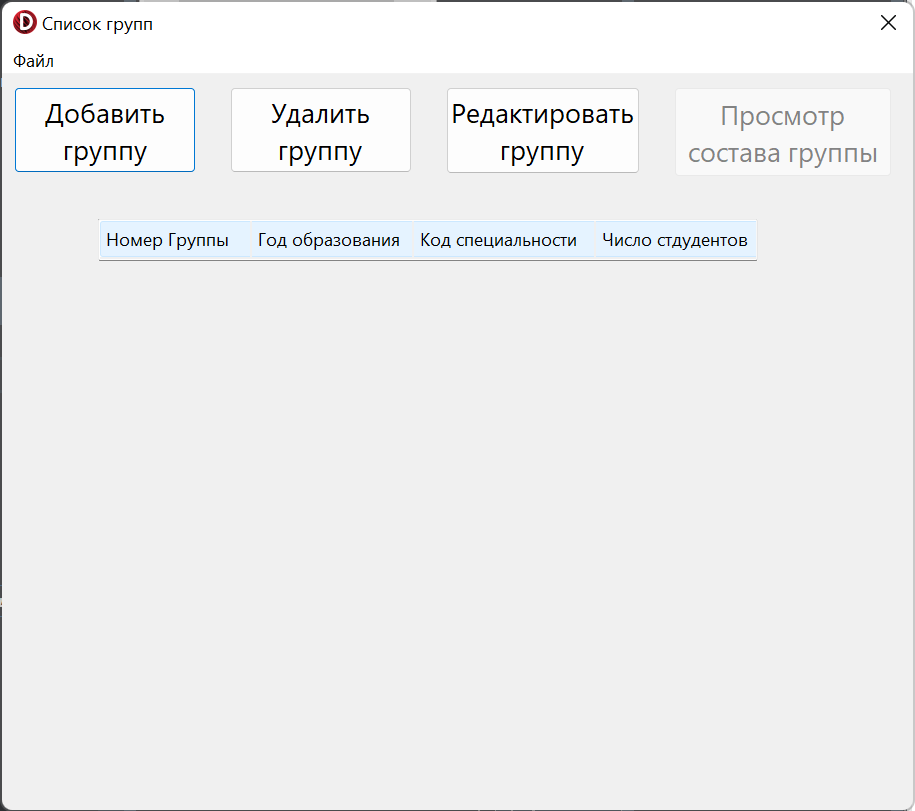 Список групп
Файл
Добавить группу
Удалить группу
Редактировать группу
Просмотр состава группы
Номер Группы Год образования Код специальности Число стдудентов